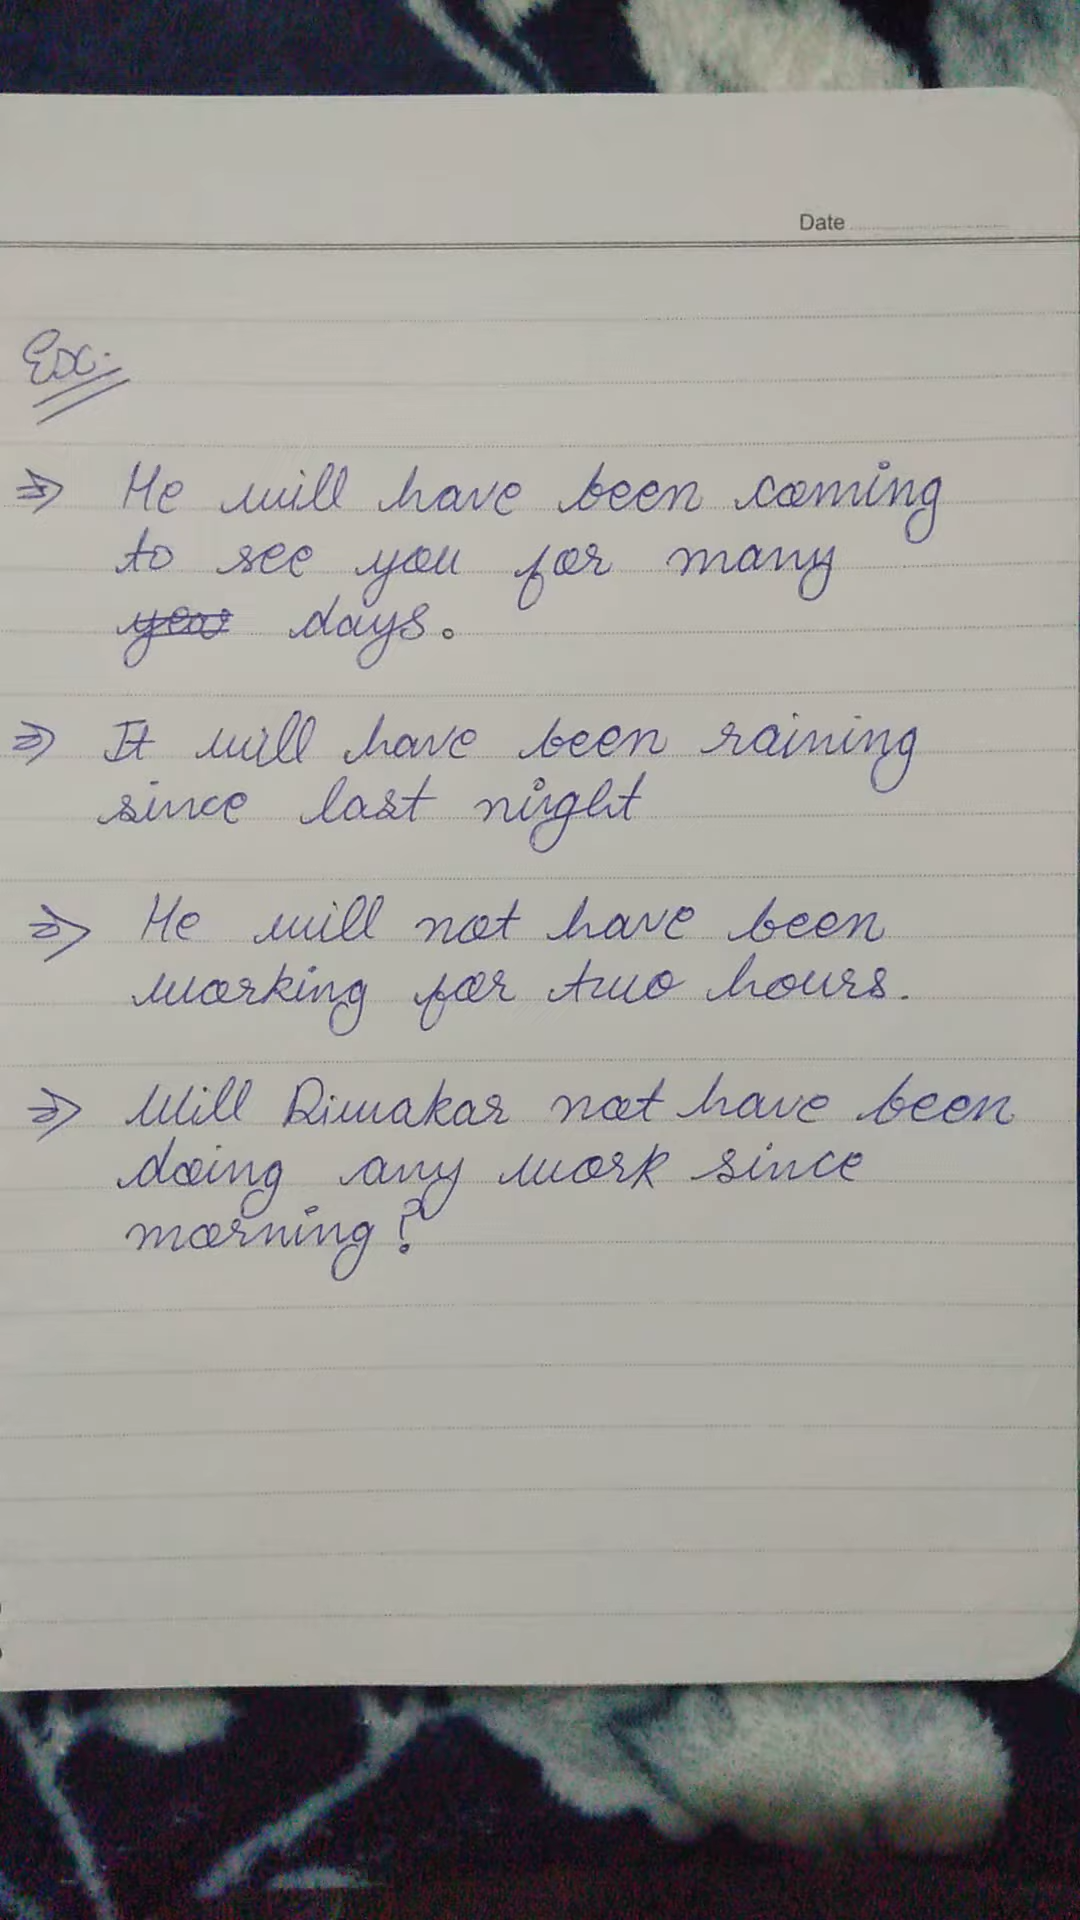 Date
Ex.
⇒ He will have been coming
to see you for many
days.
⇒ It will have been raining
since last night
⇒ He will not have been
working for two hours.
⇒ Will Diwakar not have been
doing any work since
morning?